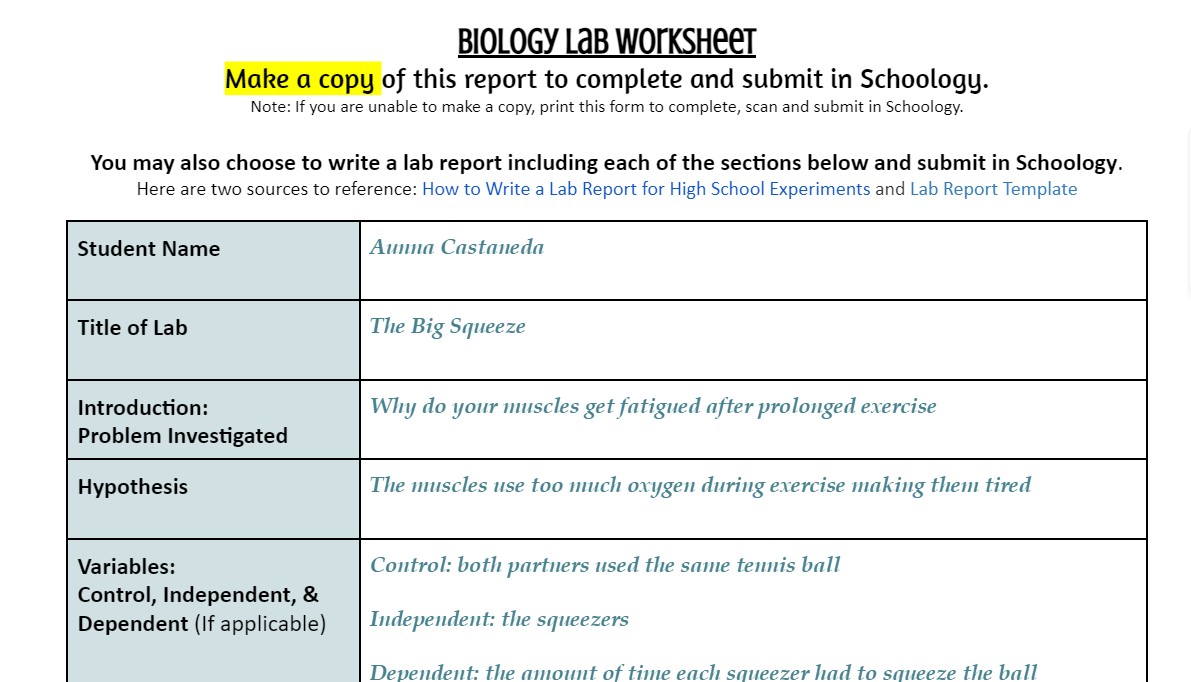 BIOLOGY LAB WORKSHEET
Make a copy of this report to complete and submit in Schoology.
Note: If you are unable to make a copy, print this form to complete, scan and submit in Schoology.
You may also choose to write a lab report including each of the sections below and submit in Schoology.
Here are two sources to reference: How to Write a Lab Report for High School Experiments and Lab Report Template
Student Name
Aunna Castaneda
Title of Lab
The Big Squeeze
Introduction:
Problem Investigated
Why do your muscles get fatigued after prolonged exercise
Hypothesis
The muscles use too much oxygen during exercise making them tired
Variables:
Control, Independent, &
Dependent (If applicable)
Control: both partners used the same tennis ball
Independent: the squeezers
Dependent: the amount of time each squeezer had to squeeze the ball